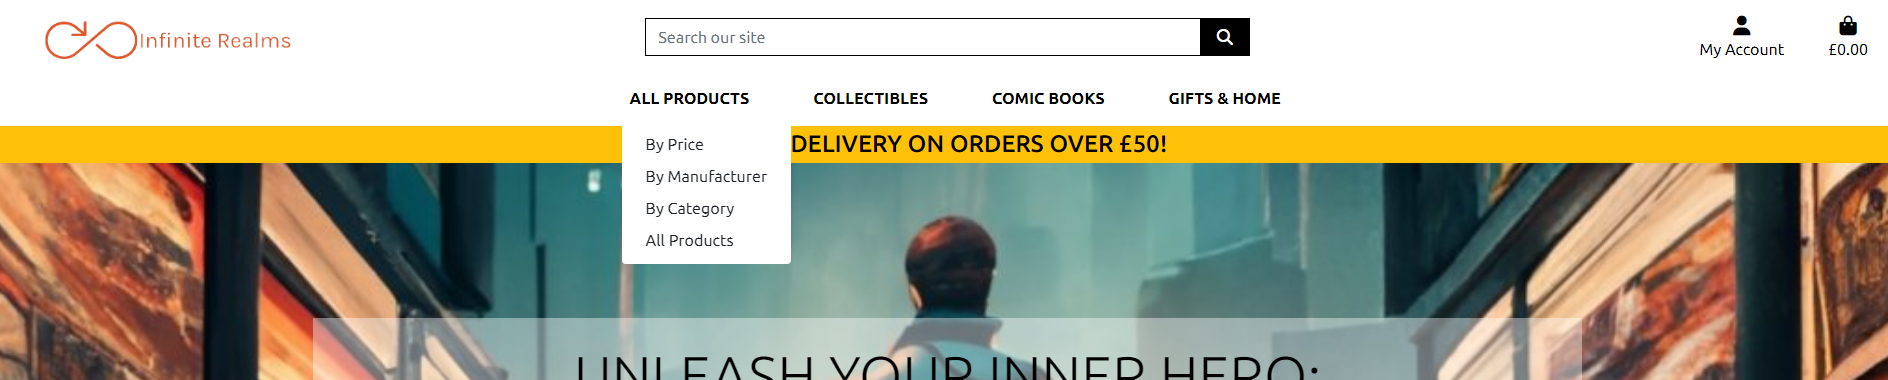 Infinite Realms
Search our site
My Account
£0.00
ALL PRODUCTS
COLLECTIBLES
COMIC BOOKS
GIFTS & HOME
DELIVERY ON ORDERS OVER £50!
By Price
By Manufacturer
By Category
All Products
UNLEASH YOUR INNER HERO: